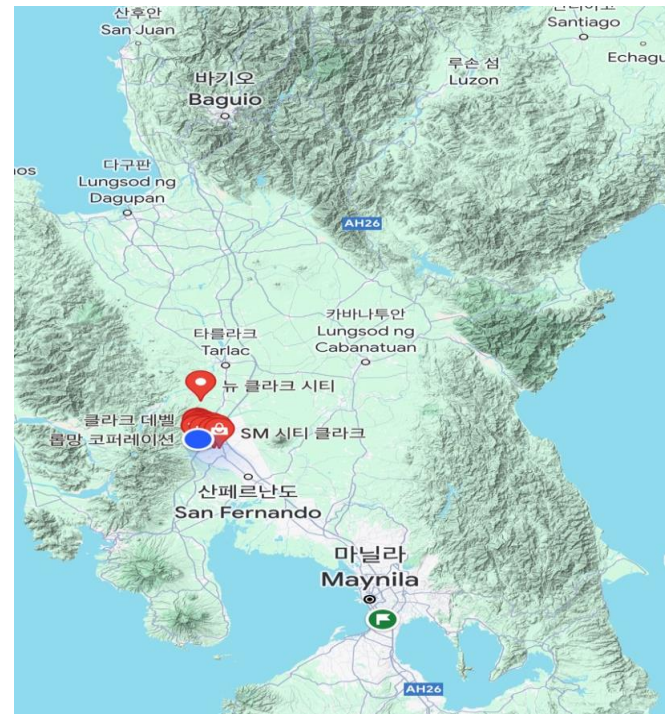 산후안
San Juan
Santiago
Echagu
루손 섬
Luzon
바기오
Baguio
다구판
Lungsod ng
Dagupan
nos
AH26
카바나투안
Lungsod ng
Cabanatuan
타를라크
Tarlac
뉴 클라크 시티
클라크 데벨
롭망 코퍼레이션
SM 시티 클라크
산페르난도
San Fernando
마닐라
Maynila
AH26